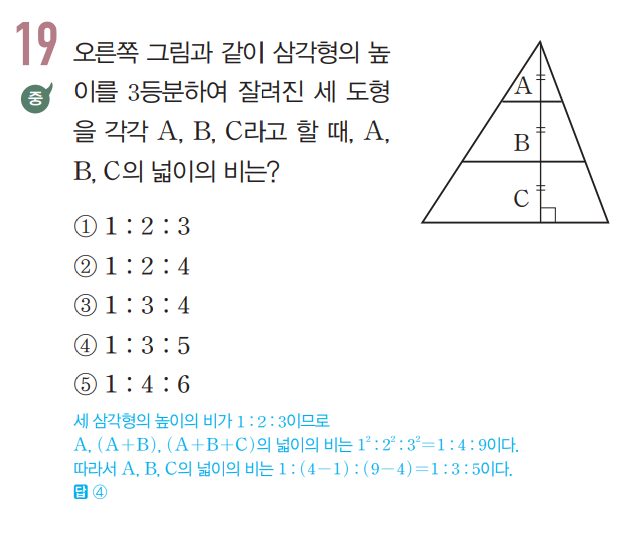 19
중
오른쪽 그림과 같이 삼각형의 높
이를 3등분하여 잘려진 세 도형
을 각각 A, B, C라고 할 때, A,
B, C의 넓이의 비는?
① 1 : 2 : 3
② 1 : 2 : 4
③ 1 : 3 : 4
④ 1 : 3 : 5
⑤ 1 : 4 : 6
세 삼각형의 높이의 비가 1 : 2 : 3이므로
A, (A+B), (A+B+C)의 넓이의 비는 1² : 2² : 3²=1 : 4 : 9이다.
따라서 A, B, C의 넓이의 비는 1 : (4-1) : (9-4)=1 : 3 : 5이다.
답 ④
A
B
C